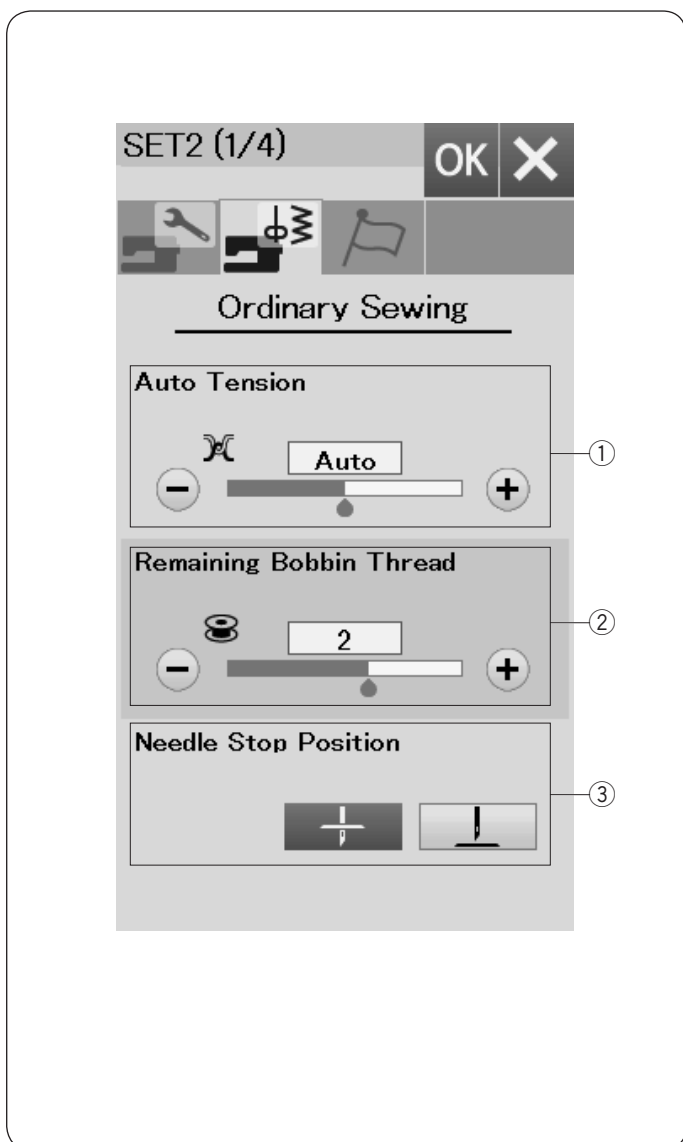 SET2 (1/4)
OK
Ordinary Sewing
Auto Tension
Auto
①
Remaining Bobbin Thread
2
②
Needle Stop Position
③